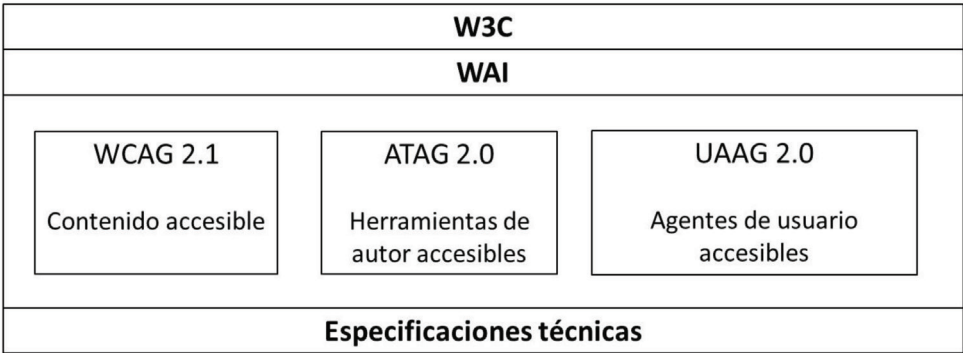 W3C
WAI
WCAG 2.1
Contenido accesible
ATAG 2.0
Herramientas de
autor accesibles
UAAG 2.0
Agentes de usuario
accesibles
Especificaciones técnicas